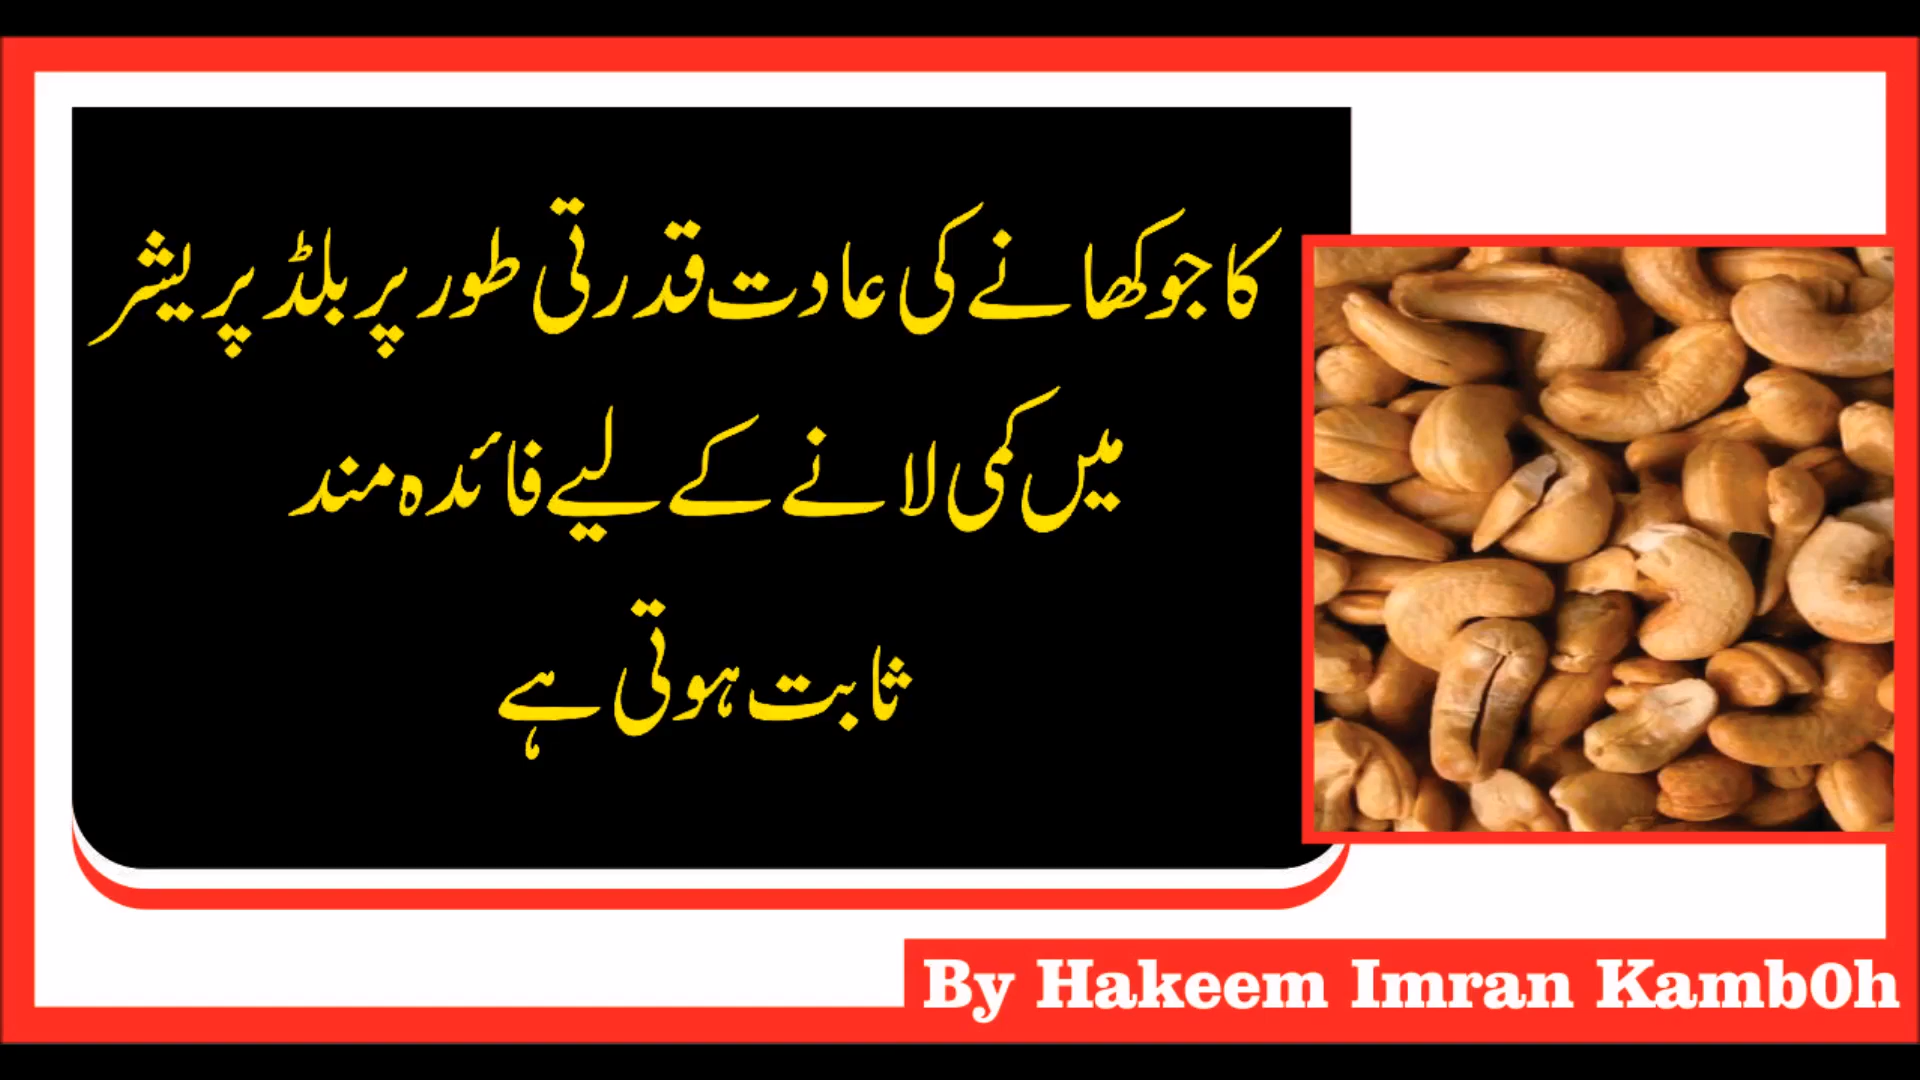 کاجو کھانے کی عادت قدرتی طور پر بلڈ پریشر
میں کمی لانے کے لیے فائدہ مند
ثابت ہوتی ہے
By Hakeem Imran Kamb0h